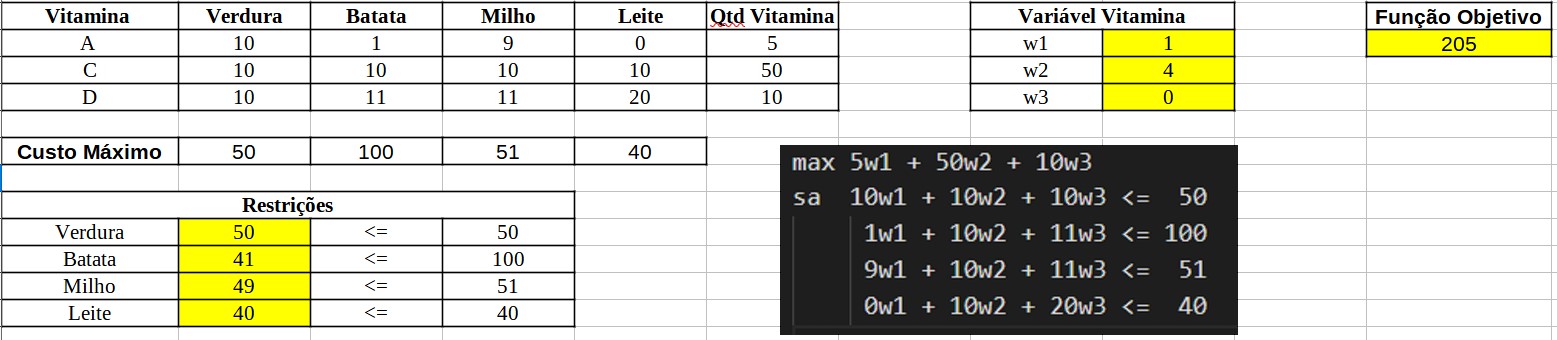 Vitamina Verdura Batata Milho Leite Qtd Vitamina Variável Vitamina Função Objetivo
A 10 1 9 0 5 w1 1 205
C 10 10 10 10 50 w2 4
D 10 11 11 20 10 w3 0
Custo Máximo 50 100 51 40
Restrições
Verdura 50 <= 50
Batata 41 <= 100
Milho 49 <= 51
Leite 40 <= 40
max 5w1 + 50w2 + 10w3
sa 10w1 + 10w2 + 10w3 <= 50
1w1 + 10w2 + 11w3 <= 100
9w1 + 10w2 + 11w3 <= 51
0w1 + 10w2 + 20w3 <= 40